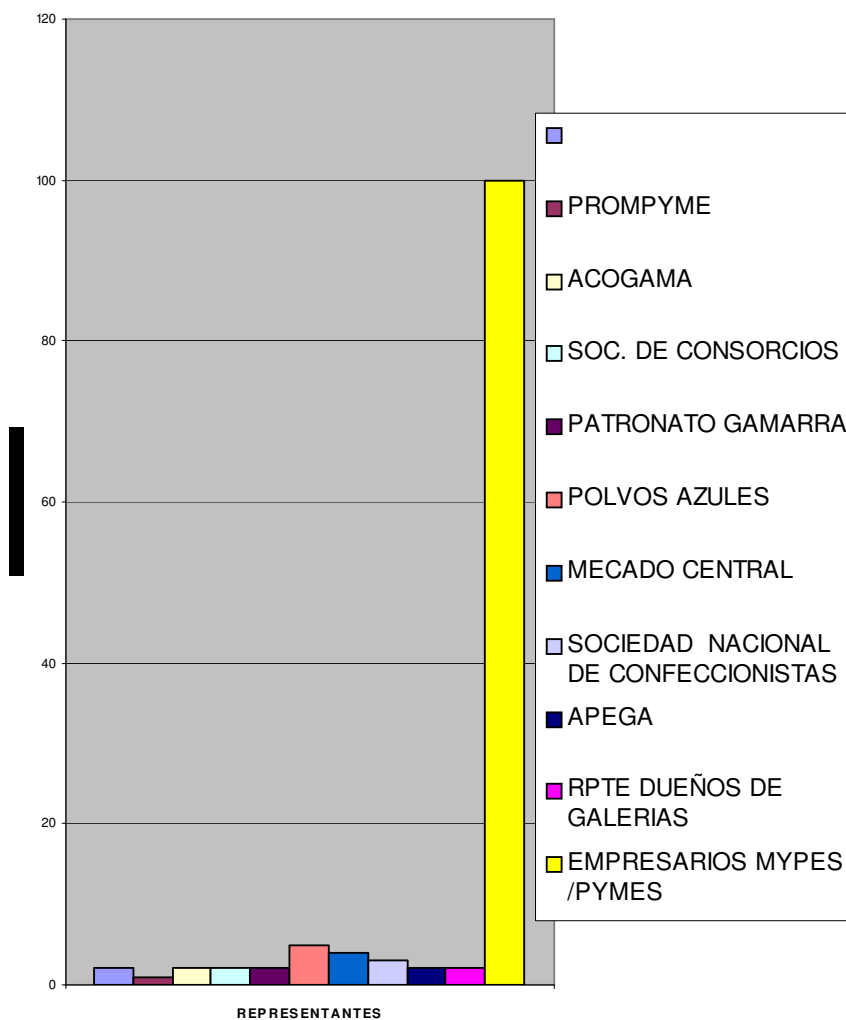 120
100
80
60
40
20
0
REPRESENTANTES
PROMPYME
ACOGAMA
SOC. DE CONSORCIOS
PATRONATO GAMARRA
POLVOS AZULES
MECADO CENTRAL
SOCIEDAD NACIONAL
DE CONFECCIONISTAS
APEGA
RPTE DUEÑOS DE
GALERIAS
EMPRESARIOS MYPES
/PYMES